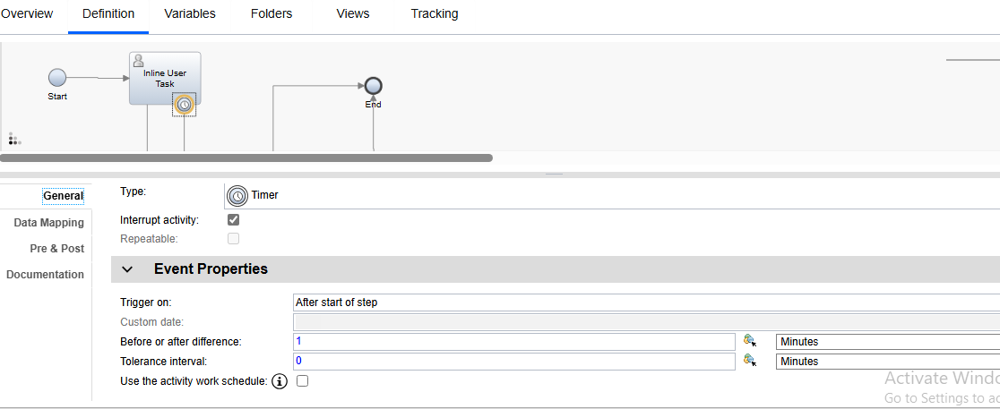 Overview Definition Variables Folders Views Tracking
Start
Inline User
Task
End
General
Data Mapping
Pre & Post
Documentation
Type: Timer
Interrupt activity:
Repeatable:
Event Properties
Trigger on: After start of step
Custom date:
Before or after difference: 1 Minutes
Tolerance interval: 0 Minutes
Use the activity work schedule: i
Activate Windo
Go to Settings to ac